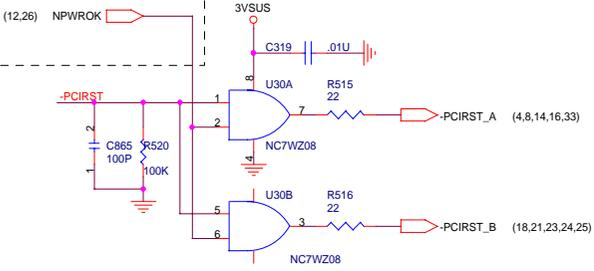 3VSUS
(12,26) NPWROK
C319 .01U
8
U30A
-PCIRST
1
7
R515
22
-PCIRST_A (4,8,14,16,33)
2
2
C865
100P
R520
100K
1
4
NC7WZ08
U30B
R516
22
5
3
-PCIRST_B (18,21,23,24,25)
6
NC7WZ08